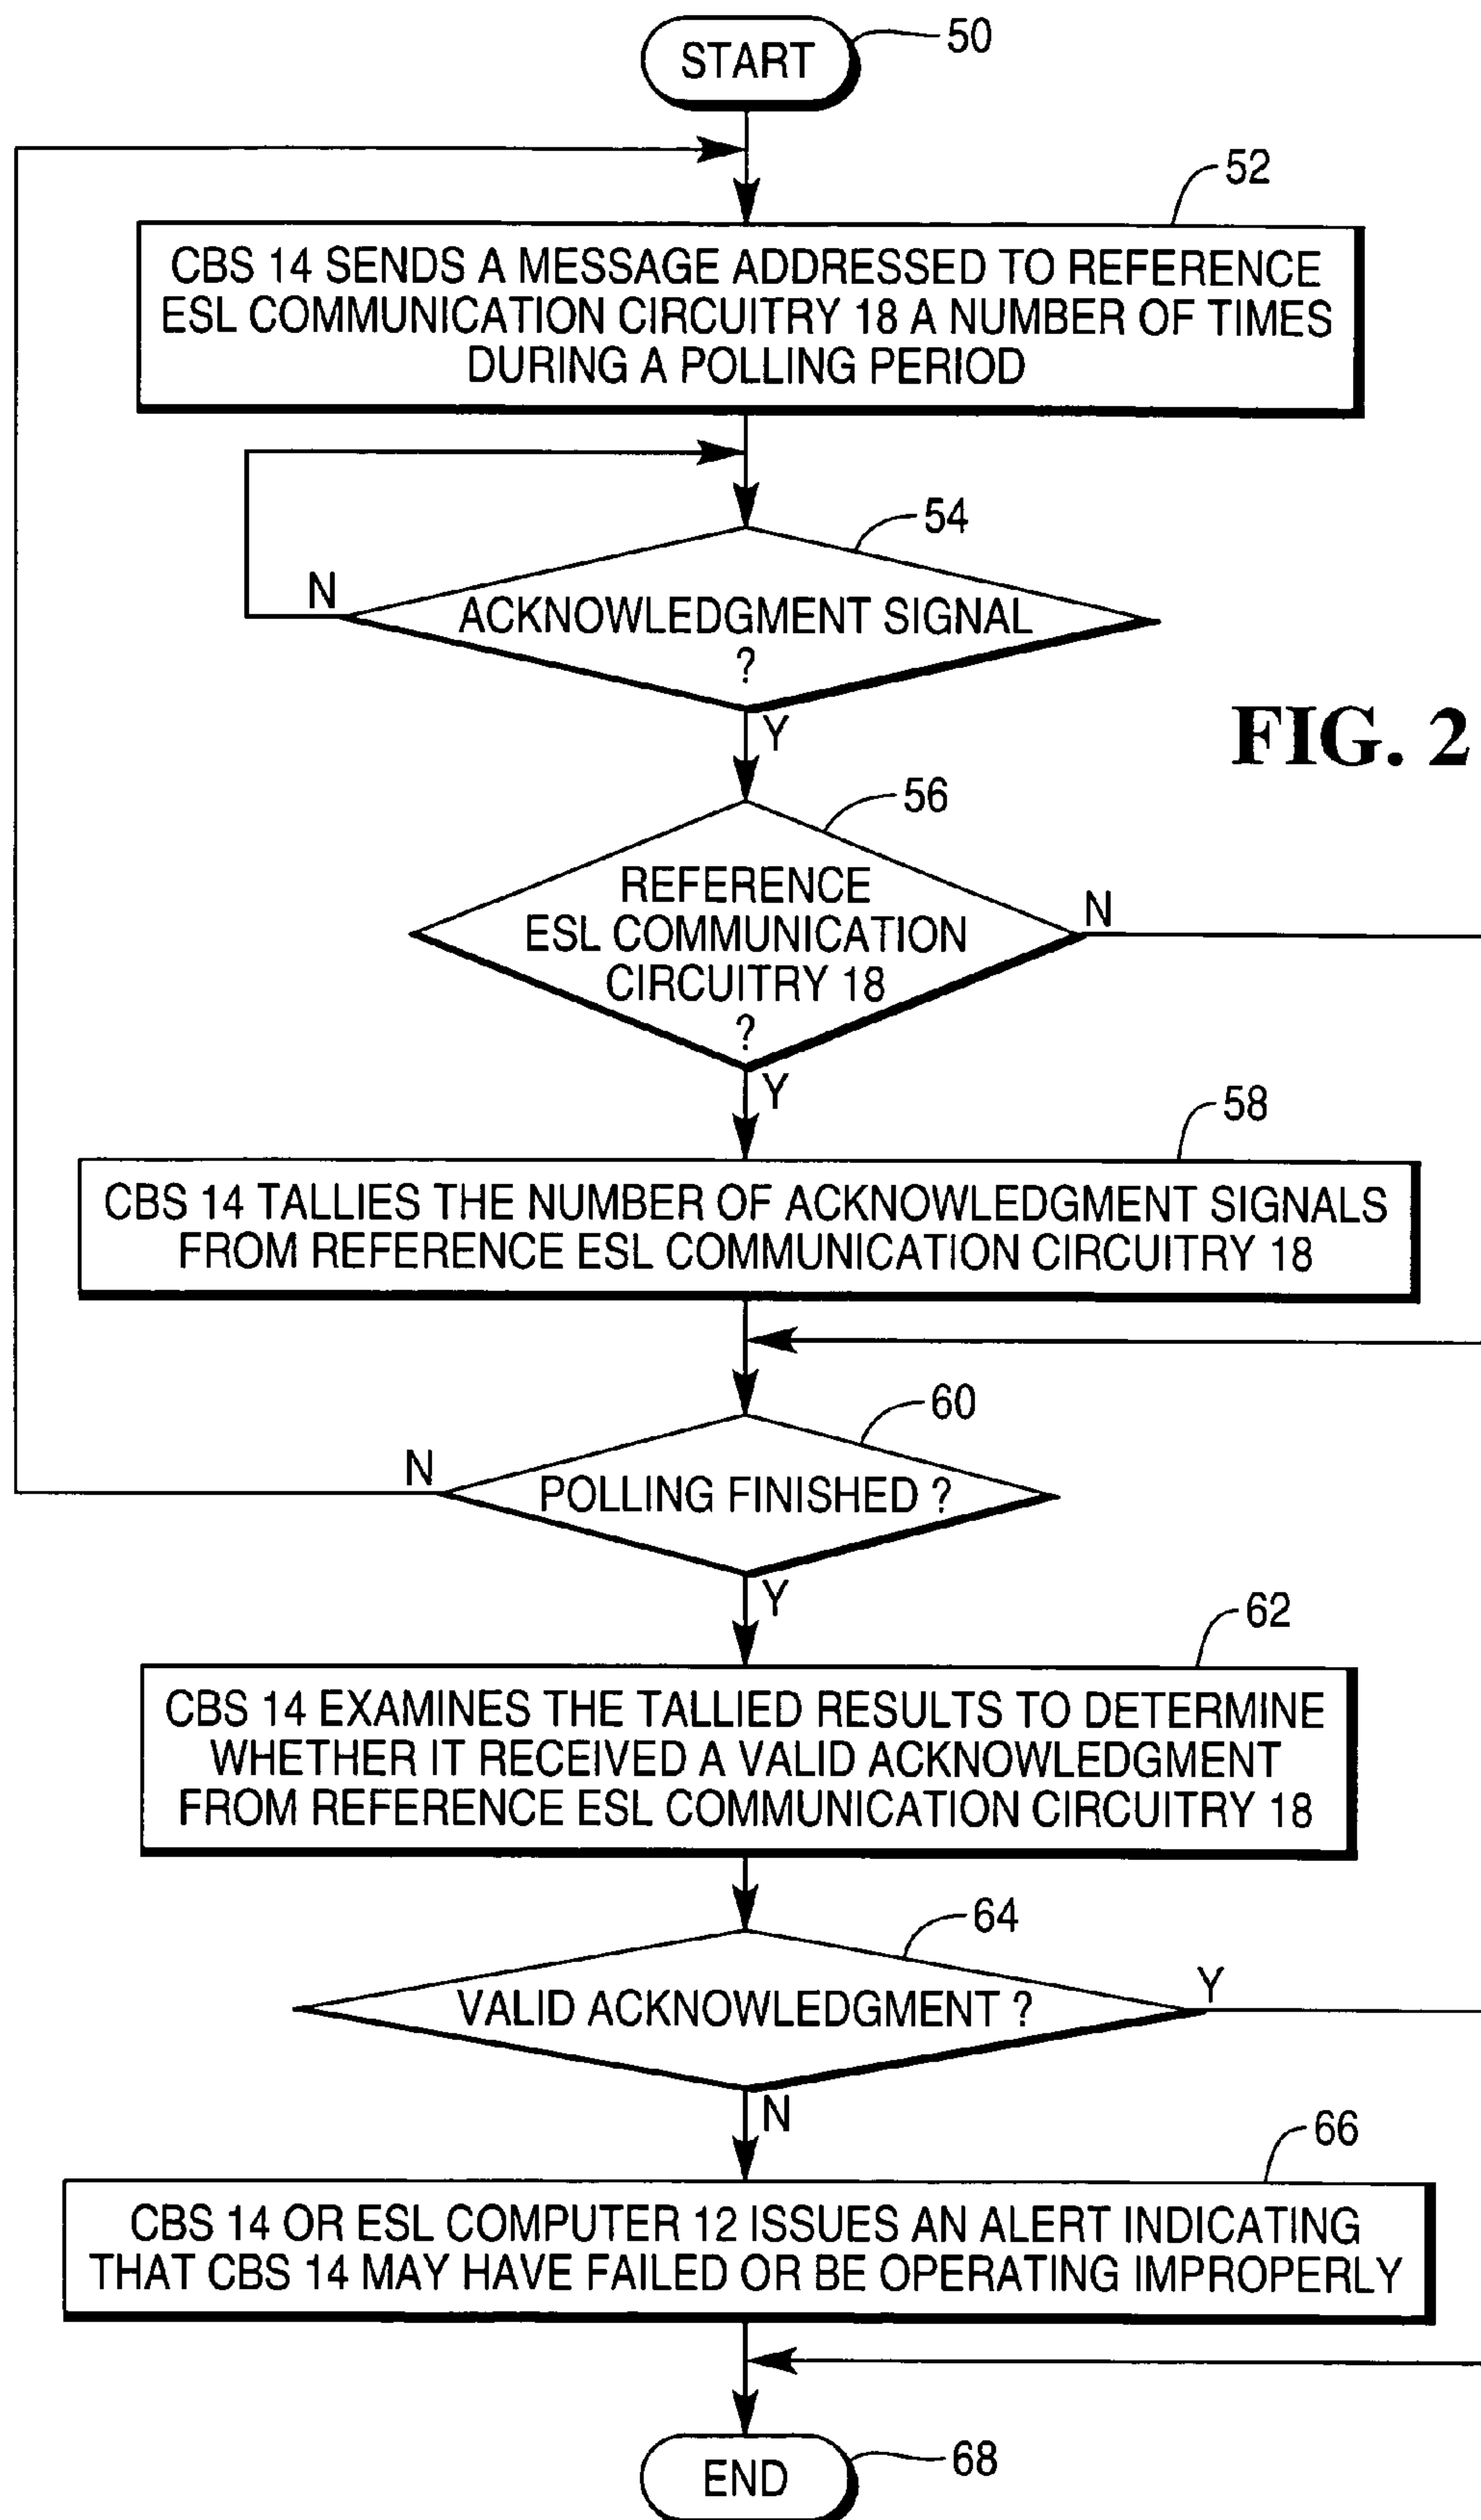 START
50
52
CBS 14 SENDS A MESSAGE ADDRESSED TO REFERENCE
ESL COMMUNICATION CIRCUITRY 18 A NUMBER OF TIMES
DURING A POLLING PERIOD
54
N
ACKNOWLEDGMENT SIGNAL
?
Y
FIG. 2
56
REFERENCE
ESL COMMUNICATION
CIRCUITRY 18
?
N
Y
58
CBS 14 TALLIES THE NUMBER OF ACKNOWLEDGMENT SIGNALS
FROM REFERENCE ESL COMMUNICATION CIRCUITRY 18
60
N
POLLING FINISHED ?
Y
62
CBS 14 EXAMINES THE TALLIED RESULTS TO DETERMINE
WHETHER IT RECEIVED A VALID ACKNOWLEDGMENT
FROM REFERENCE ESL COMMUNICATION CIRCUITRY 18
64
VALID ACKNOWLEDGMENT ?
Y
N
66
CBS 14 OR ESL COMPUTER 12 ISSUES AN ALERT INDICATING
THAT CBS 14 MAY HAVE FAILED OR BE OPERATING IMPROPERLY
END
68